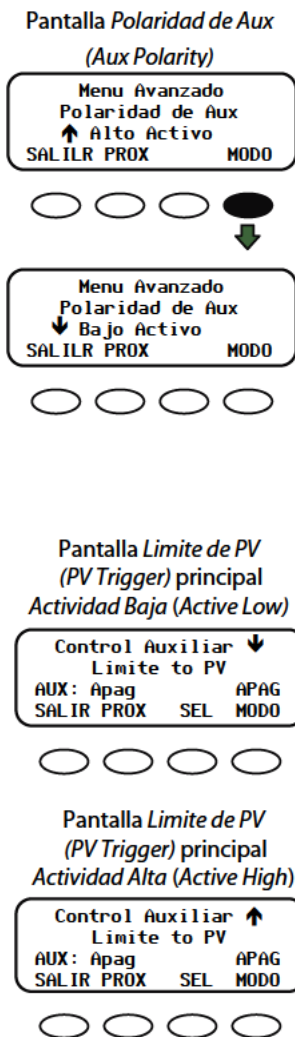 Pantalla Polaridad de Aux
(Aux Polarity)
Menu Avanzado
Polaridad de Aux
↑ Alto Activo
SALILR PROX MODO
Menu Avanzado
Polaridad de Aux
↓ Bajo Activo
SALILR PROX MODO
Pantalla Limite de PV
(PV Trigger) principal
Actividad Baja (Active Low)
Control Auxiliar ↓
Limite to PV
AUX: Apag APAG
SALIR PROX SEL MODO
Pantalla Limite de PV
(PV Trigger) principal
Actividad Alta (Active High)
Control Auxiliar ↑
Limite to PV
AUX: Apag APAG
SALIR PROX SEL MODO